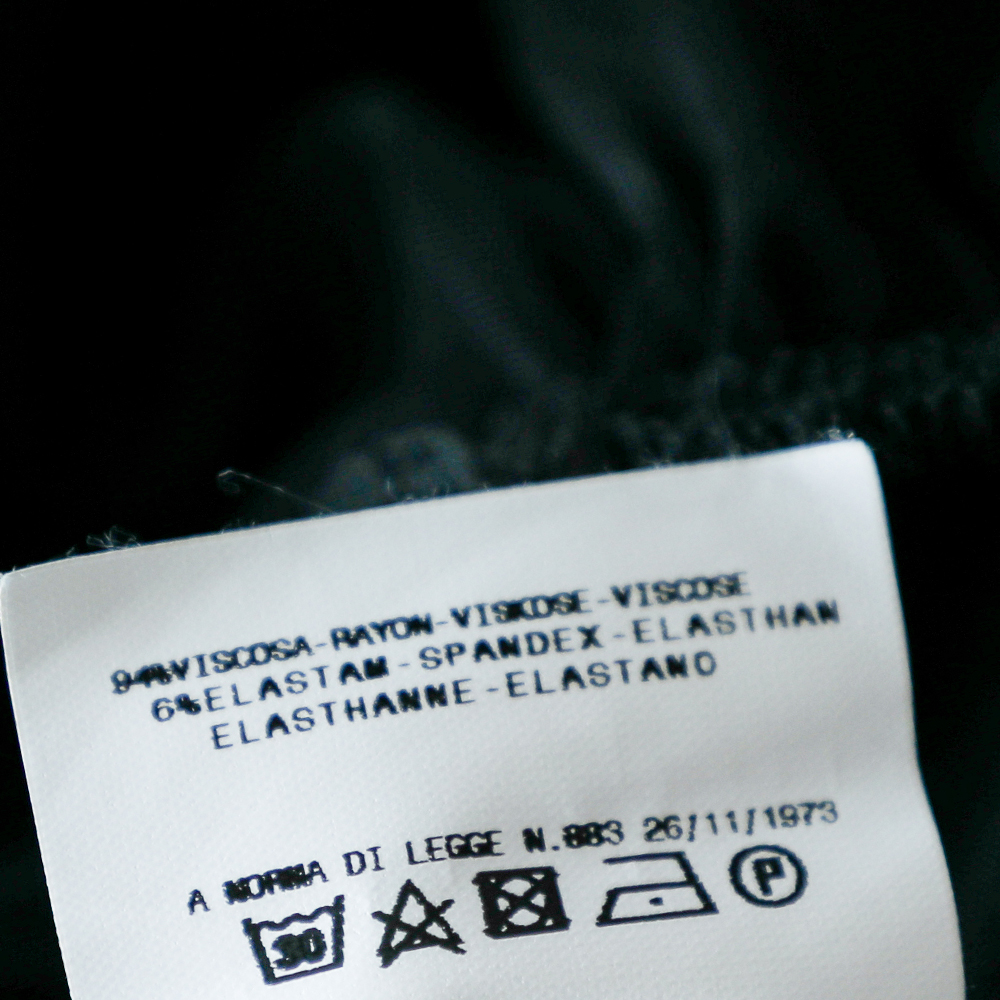 94%VISCOSA-RAYON-VISKOSE-VISCOSE
6%ELASTAM-SPANDEX-ELASTHAN
ELASTHANNE-ELASTANO
A NORMA DI LEGGE N.883 26/11/1973
30 P